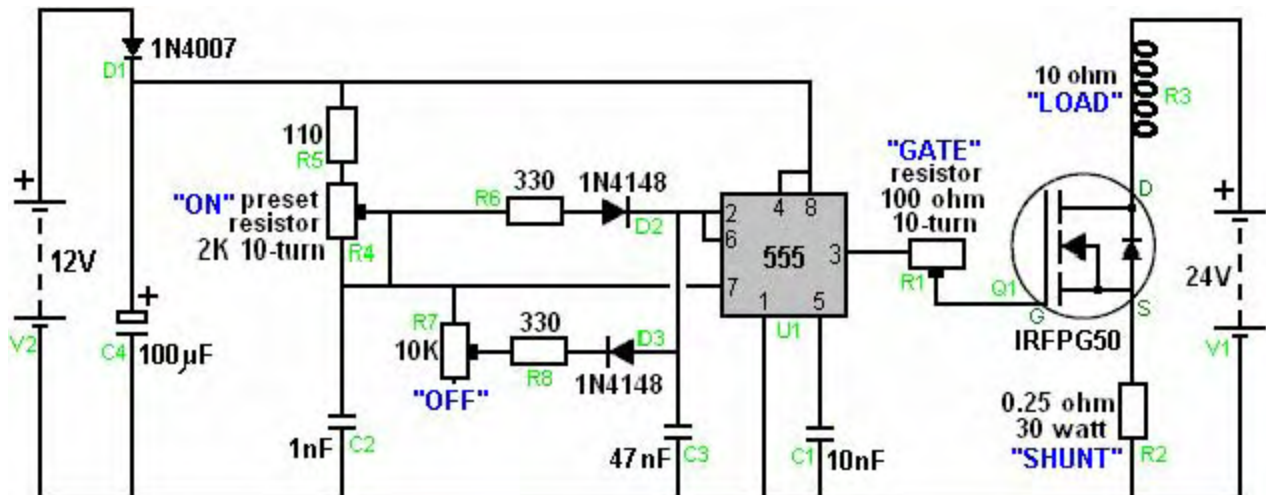 1N4007
D1
110
R5
"ON" preset
resistor
2K 10-turn
R4
330
R6
1N4148
D2
2
6
4
8
555
3
7
1
5
U1
"GATE"
resistor
100 ohm
10-turn
R1
10 ohm
"LOAD"
R3
D
Q1
G
S
IRFPG50
+
24V
V1
+
12V
V2
+
C4
100µF
R7
10K
"OFF"
330
R8
D3
1N4148
1nF
C2
47nF
C3
C1
10nF
0.25 ohm
30 watt
"SHUNT"
R2